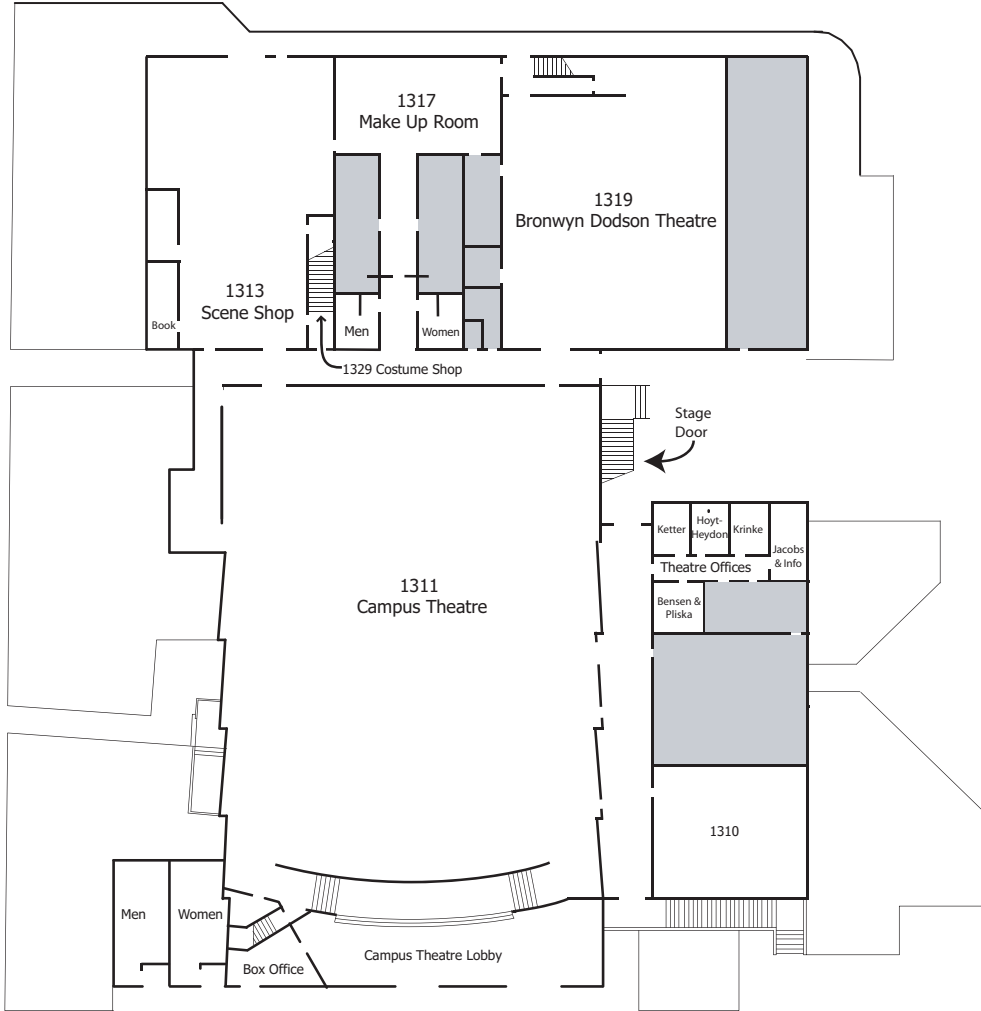 1317
Make Up Room
1319
Bronwyn Dodson Theatre
1313
Scene Shop
Book
Men
Women
1329 Costume Shop
Stage
Door
Ketter
Hoyt-
Heydon
Krinke
Jacobs
& Info
Theatre Offices
Bensen &
Pliska
1311
Campus Theatre
1310
Men
Women
Box Office
Campus Theatre Lobby